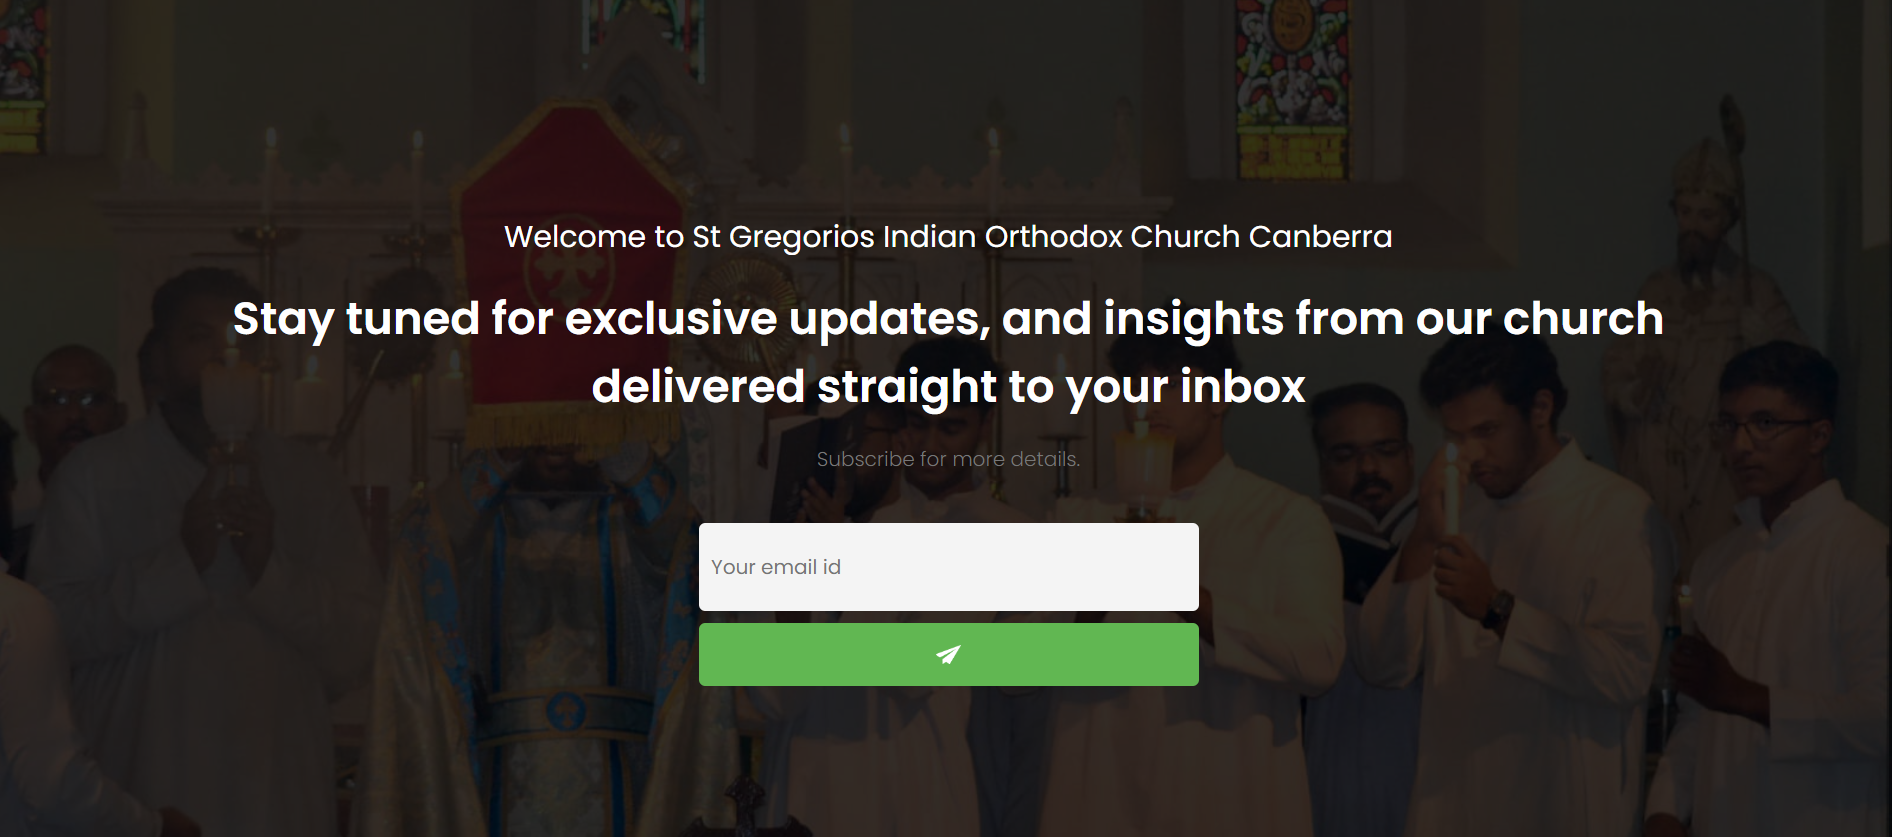 Welcome to St Gregorios Indian Orthodox Church Canberra
Stay tuned for exclusive updates, and insights from our church
delivered straight to your inbox
Subscribe for more details.
Your email id